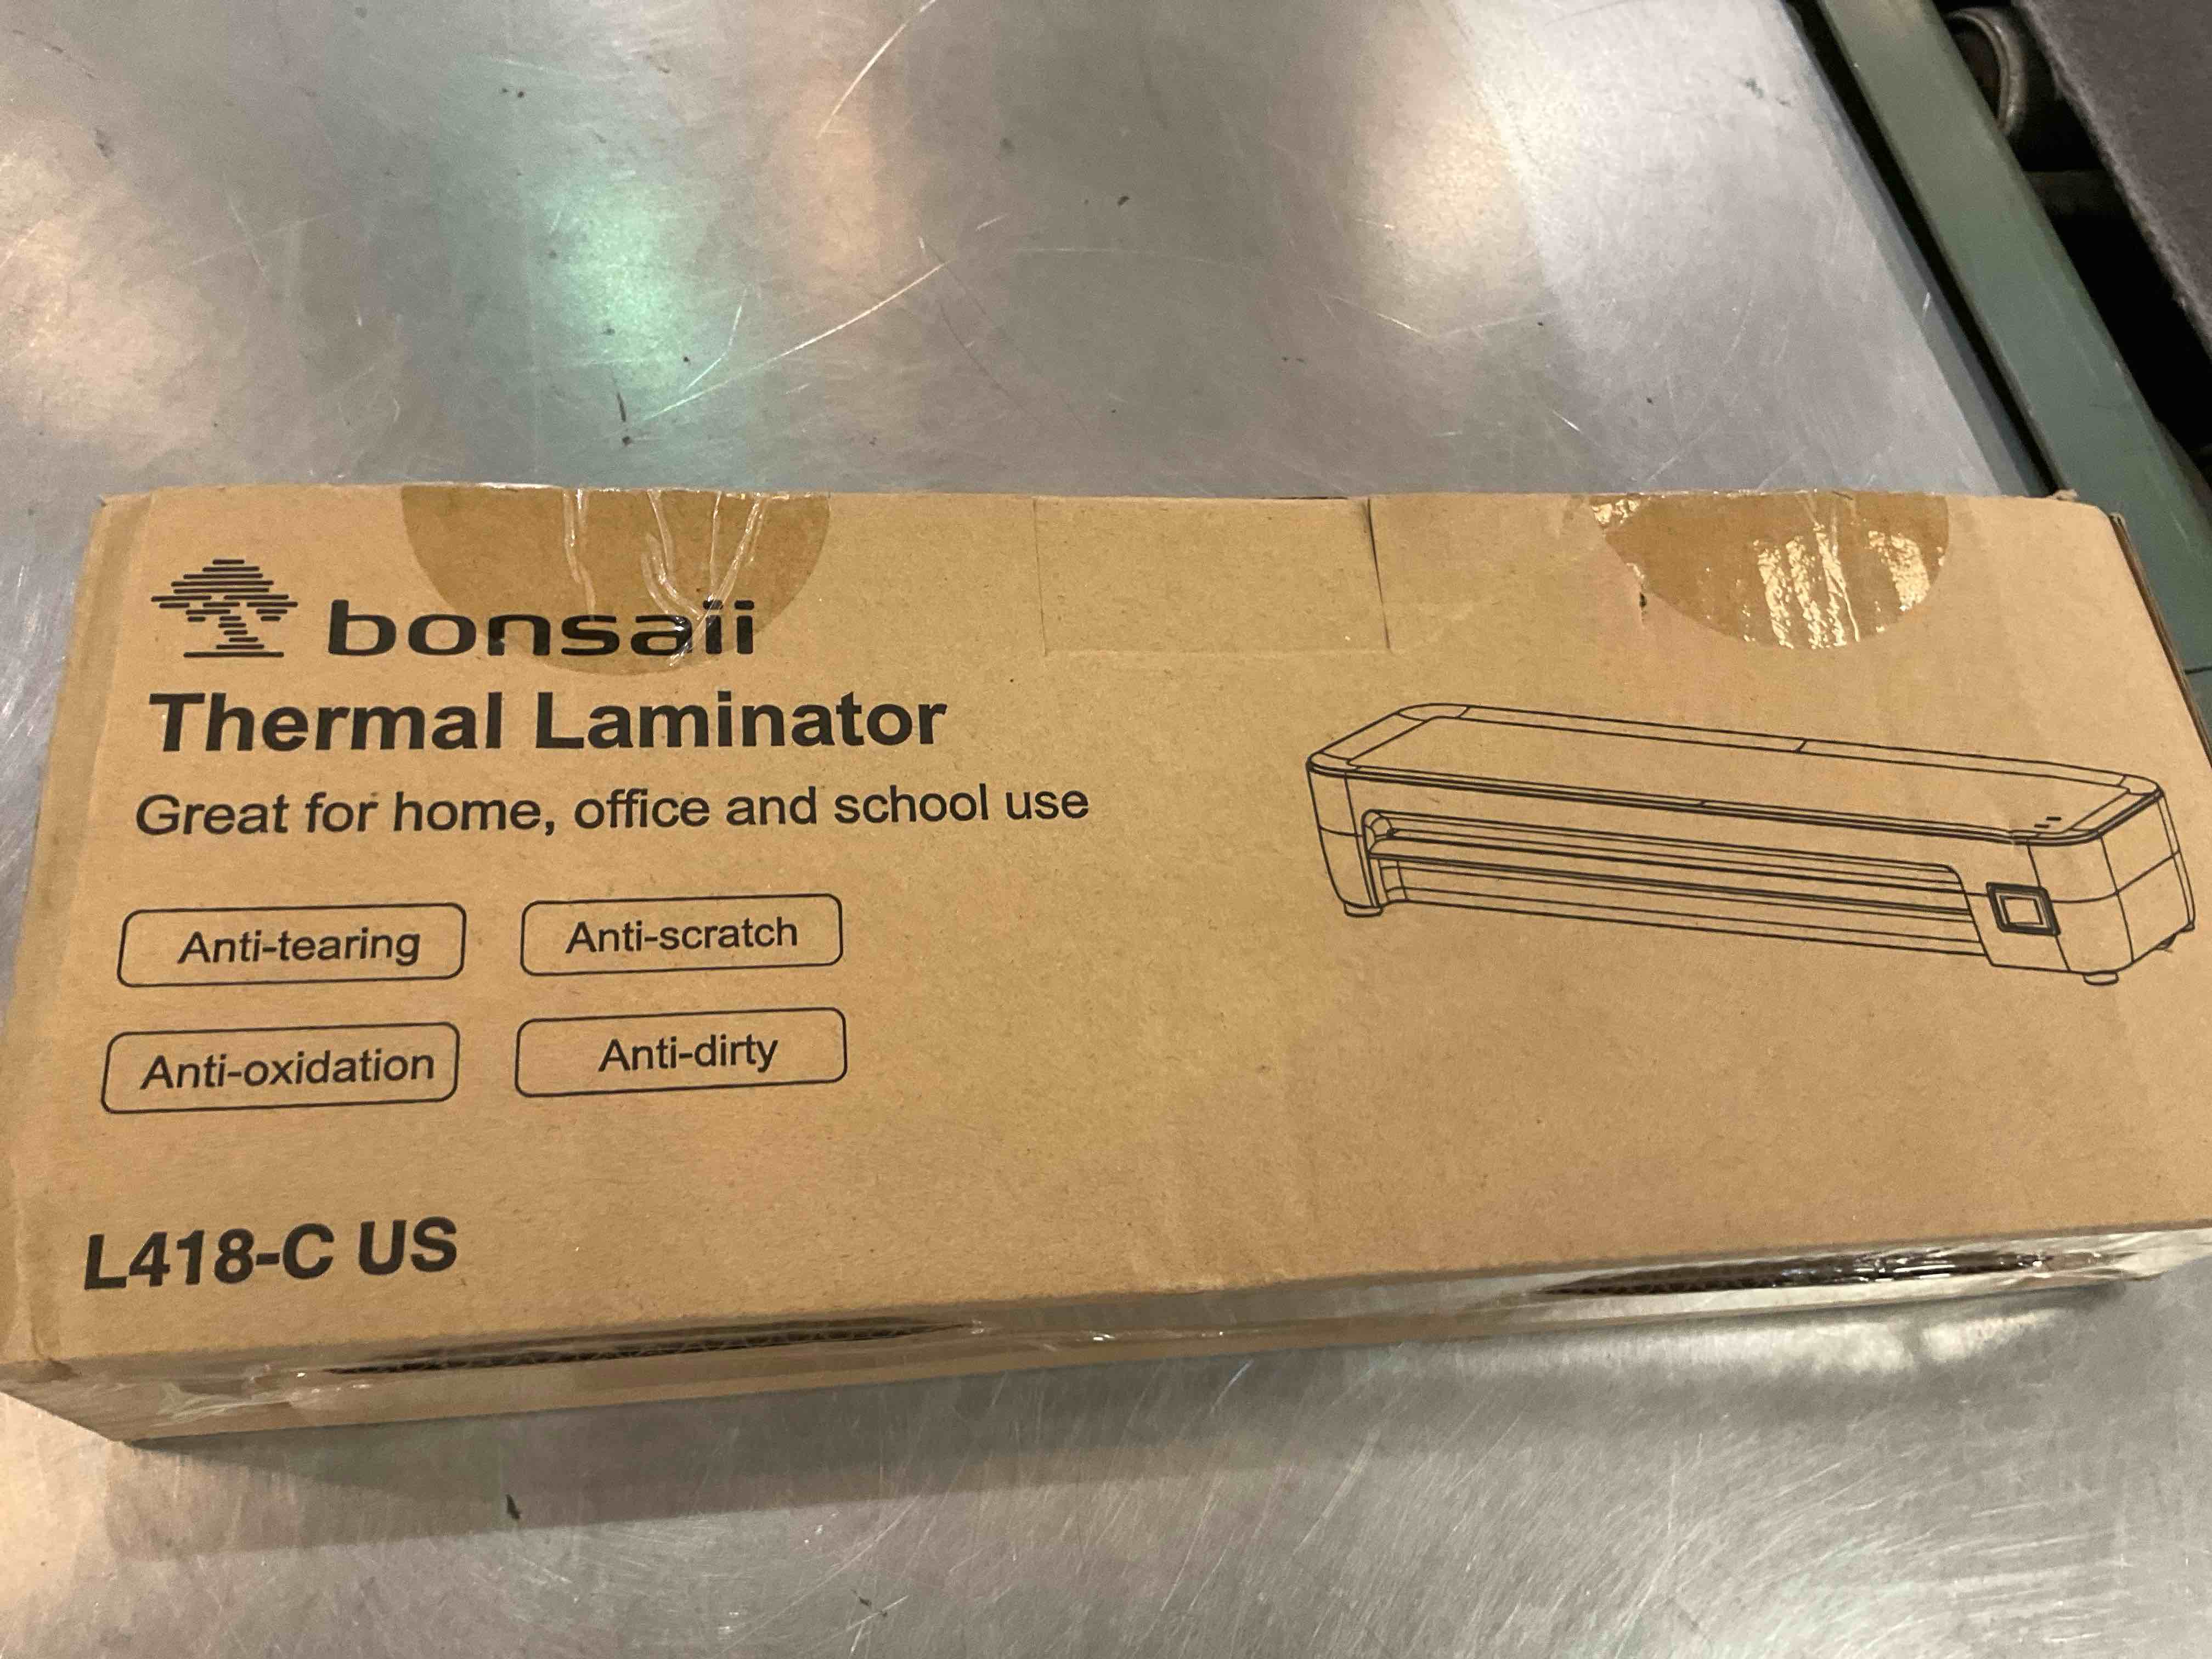 bonsaii
Thermal Laminator
Great for home, office and school use
Anti-tearing
Anti-scratch
Anti-oxidation
Anti-dirty
L418-C US